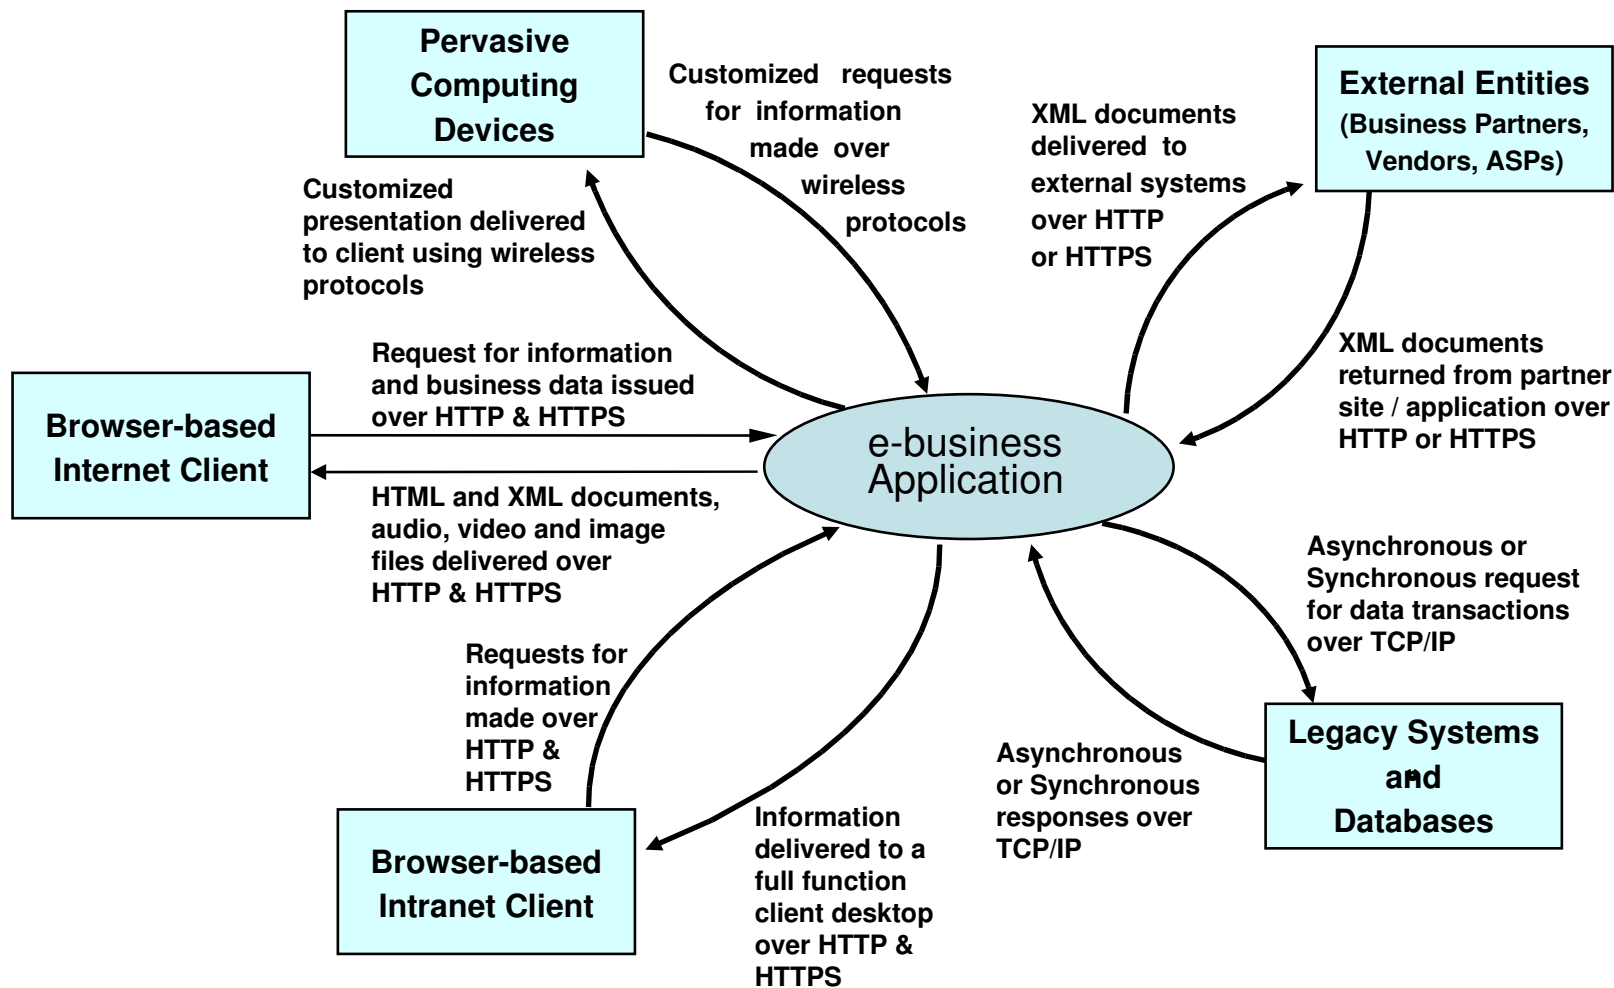 Pervasive
Computing
Devices
Customized requests
for information
made over
wireless
protocols
XML documents
delivered to
external systems
over HTTP
or HTTPS
External Entities
(Business Partners,
Vendors, ASPs)
Customized
presentation delivered
to client using wireless
protocols
Request for information
and business data issued
over HTTP & HTTPS
XML documents
returned from partner
site / application over
HTTP or HTTPS
Browser-based
Internet Client
e-business
Application
HTML and XML documents,
audio, video and image
files delivered over
HTTP & HTTPS
Asynchronous or
Synchronous request
for data transactions
over TCP/IP
Requests for
information
made over
HTTP &
HTTPS
Legacy Systems
and
Databases
Asynchronous
or Synchronous
responses over
TCP/IP
Information
delivered to a
full function
client desktop
over HTTP &
HTTPS
Browser-based
Intranet Client